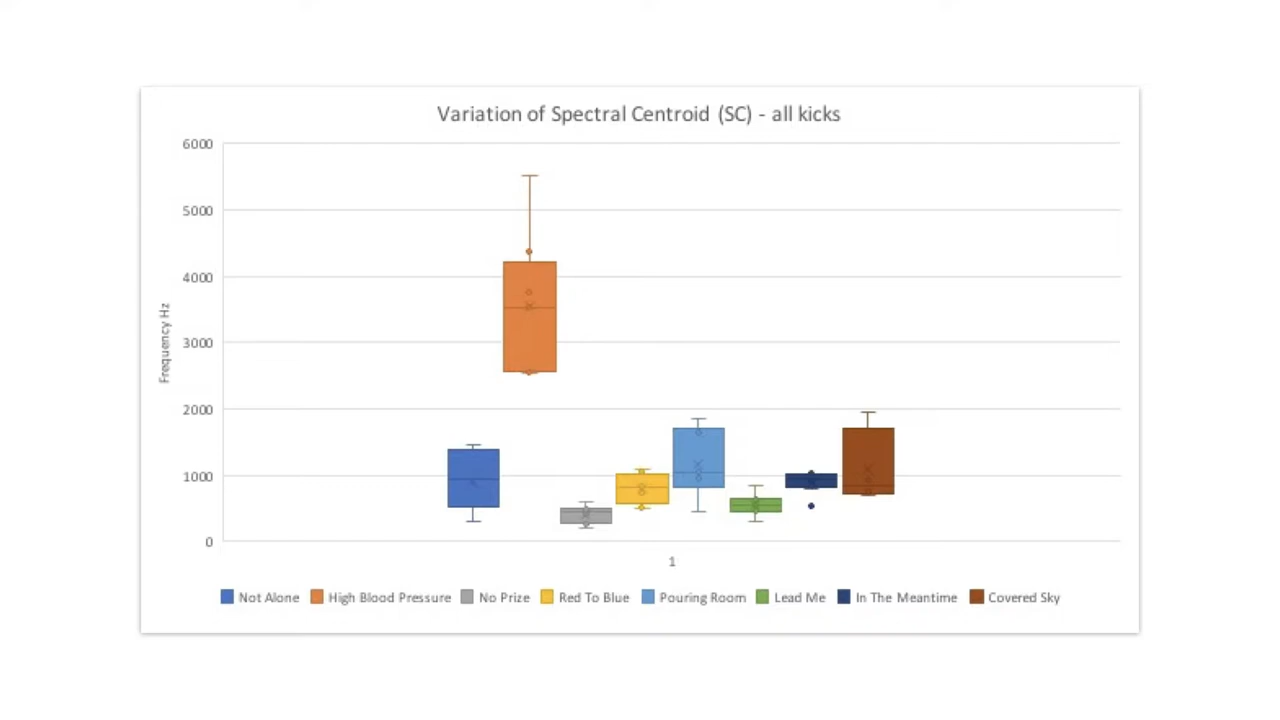 Variation of Spectral Centroid (SC) - all kicks
6000
5000
4000
3000
2000
1000
0
Frequency Hz
1
Not Alone High Blood Pressure No Prize Red To Blue Pouring Room Lead Me In The Meantime Covered Sky